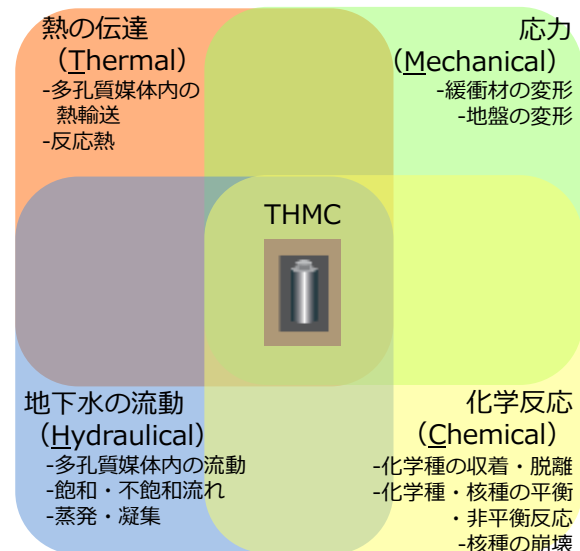 熱の伝達
（Thermal）
-多孔質媒体内の
熱輸送
-反応熱
応力
（Mechanical）
-緩衝材の変形
-地盤の変形
THMC
地下水の流動
（Hydraulical）
-多孔質媒体内の流動
-飽和・不飽和流れ
-蒸発・凝集
化学反応
（Chemical）
-化学種の収着・脱離
-化学種・核種の平衡
・非平衡反応
-核種の崩壊